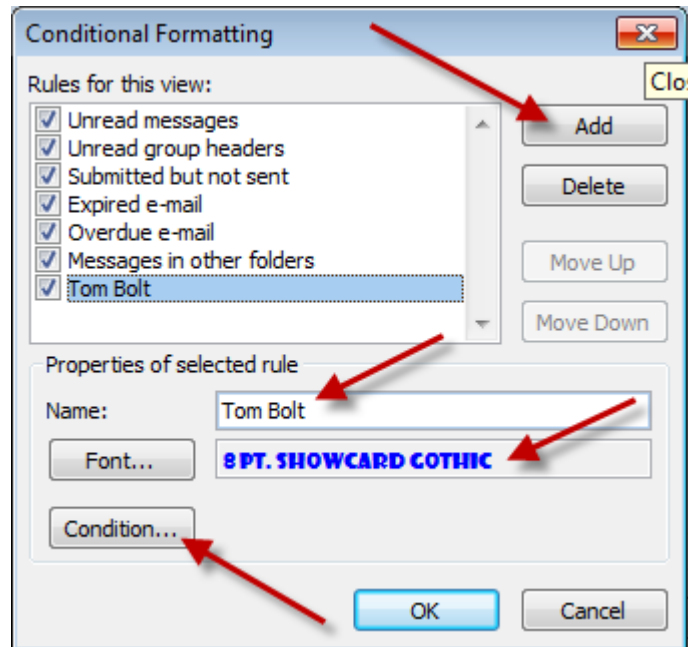 Conditional Formatting
Rules for this view:
Clos
Unread messages
Add
Unread group headers
Submitted but not sent
Delete
Expired e-mail
Overdue e-mail
Messages in other folders
Move Up
Tom Bolt
Move Down
Properties of selected rule
Name: Tom Bolt
Font... 8 PT. SHOWCARD GOTHIC
Condition...
OK Cancel